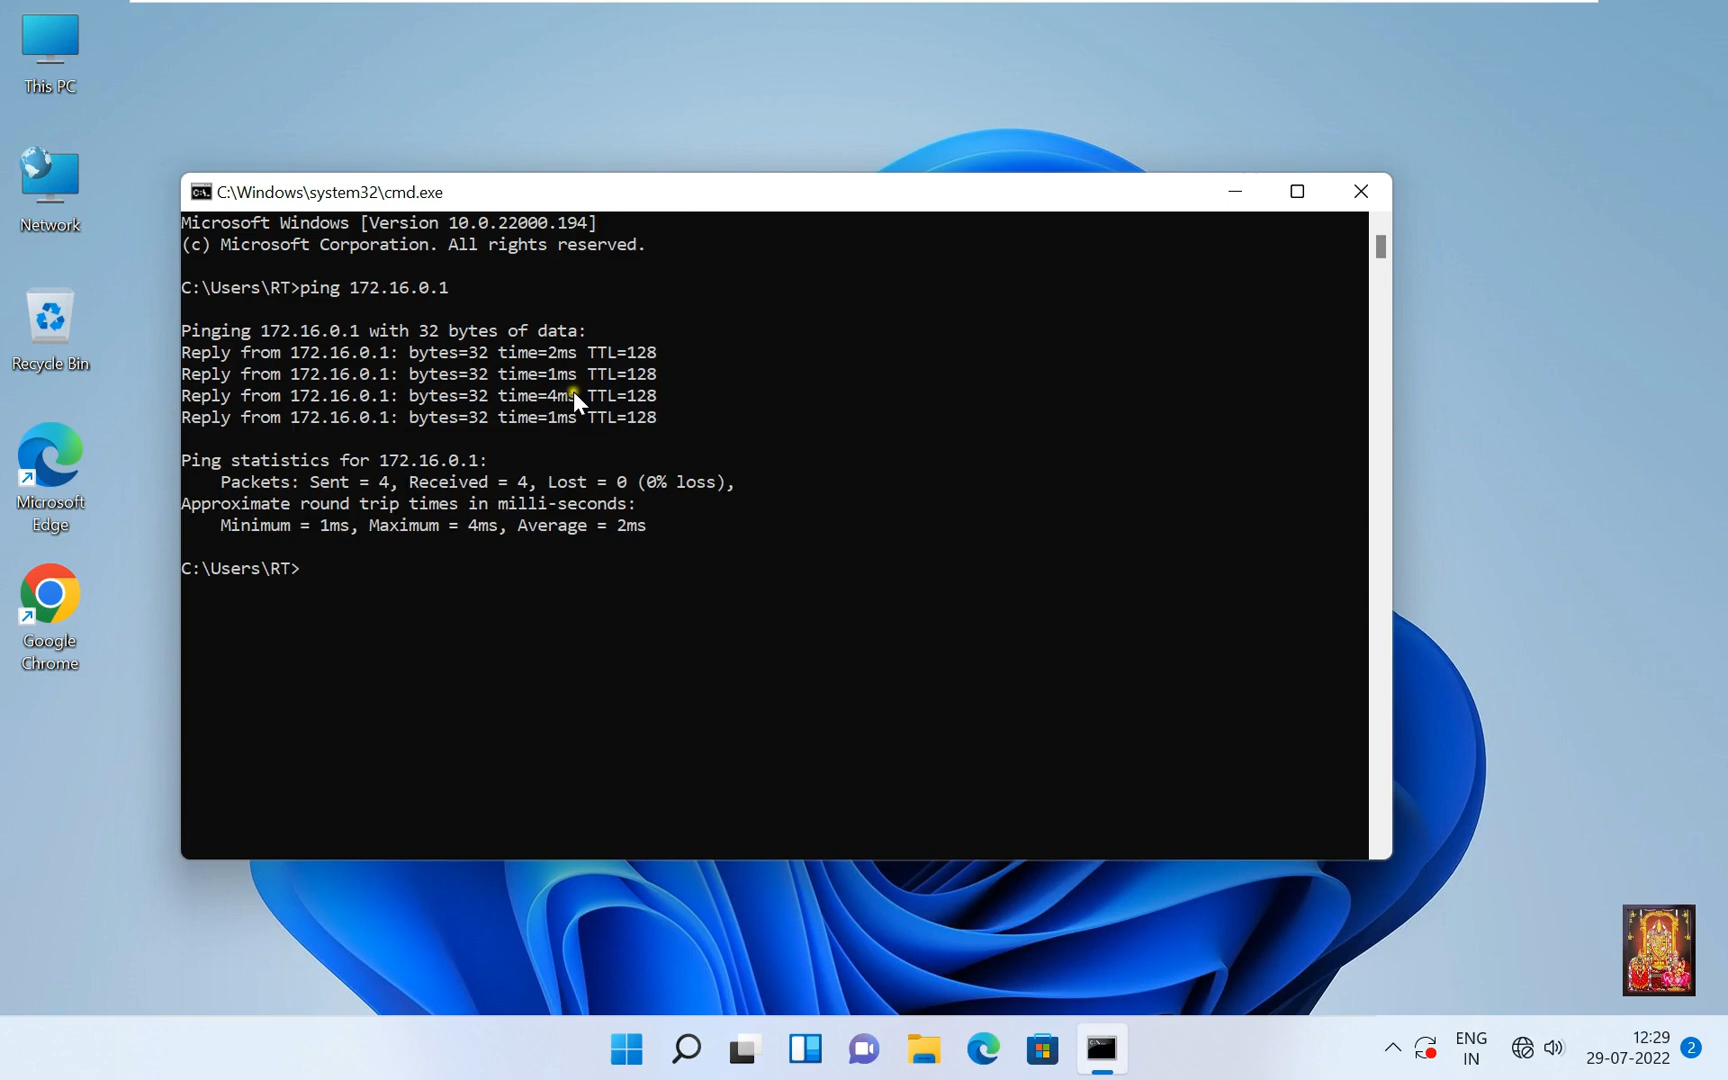 This PC
Network
Recycle Bin
Microsoft
Edge
Google
Chrome
C:\Windows\system32\cmd.exe
Microsoft Windows [Version 10.0.22000.194]
(c) Microsoft Corporation. All rights reserved.
C:\Users\RT>ping 172.16.0.1
Pinging 172.16.0.1 with 32 bytes of data:
Reply from 172.16.0.1: bytes=32 time=2ms TTL=128
Reply from 172.16.0.1: bytes=32 time=1ms TTL=128
Reply from 172.16.0.1: bytes=32 time=4ms TTL=128
Reply from 172.16.0.1: bytes=32 time=1ms TTL=128
Ping statistics for 172.16.0.1:
Packets: Sent = 4, Received = 4, Lost = 0 (0% loss),
Approximate round trip times in milli-seconds:
Minimum = 1ms, Maximum = 4ms, Average = 2ms
C:\Users\RT>
ENG
IN
12:29
29-07-2022
2